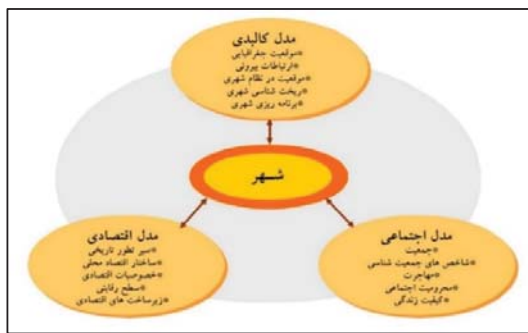 مدل کالبدی
*موقعیت جغرافیایی
*ارتباطات بیرونی
*موقعیت در نظام شهری
*ریخت شناسی شهری
*برنامه ریزی شهری
شهر
مدل اقتصادی
*سیر تطور تاریخی
*ساختار اقتصاد محلی
*خصوصیات اقتصادی
*سطح رقابتی
*زیرساخت های اقتصادی
مدل اجتماعی
*جمعیت
*شاخص های جمعیت شناسی
*مهاجرت
*محرومیت اجتماعی
*کیفیت زندگی